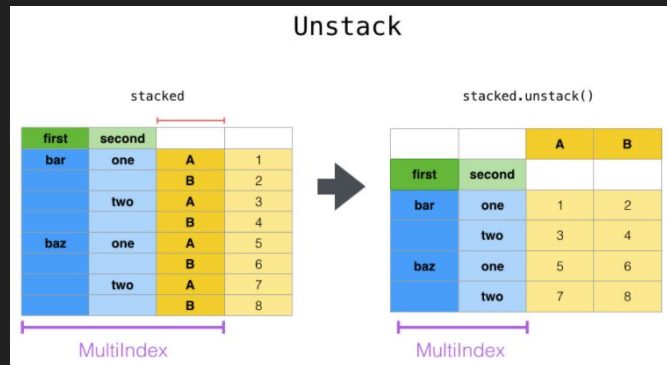 Unstack
stacked
first second
bar one A 1
B 2
two A 3
B 4
baz one A 5
B 6
two A 7
B 8
MultiIndex
stacked.unstack()
A B
first second
bar one 1 2
two 3 4
baz one 5 6
two 7 8
MultiIndex